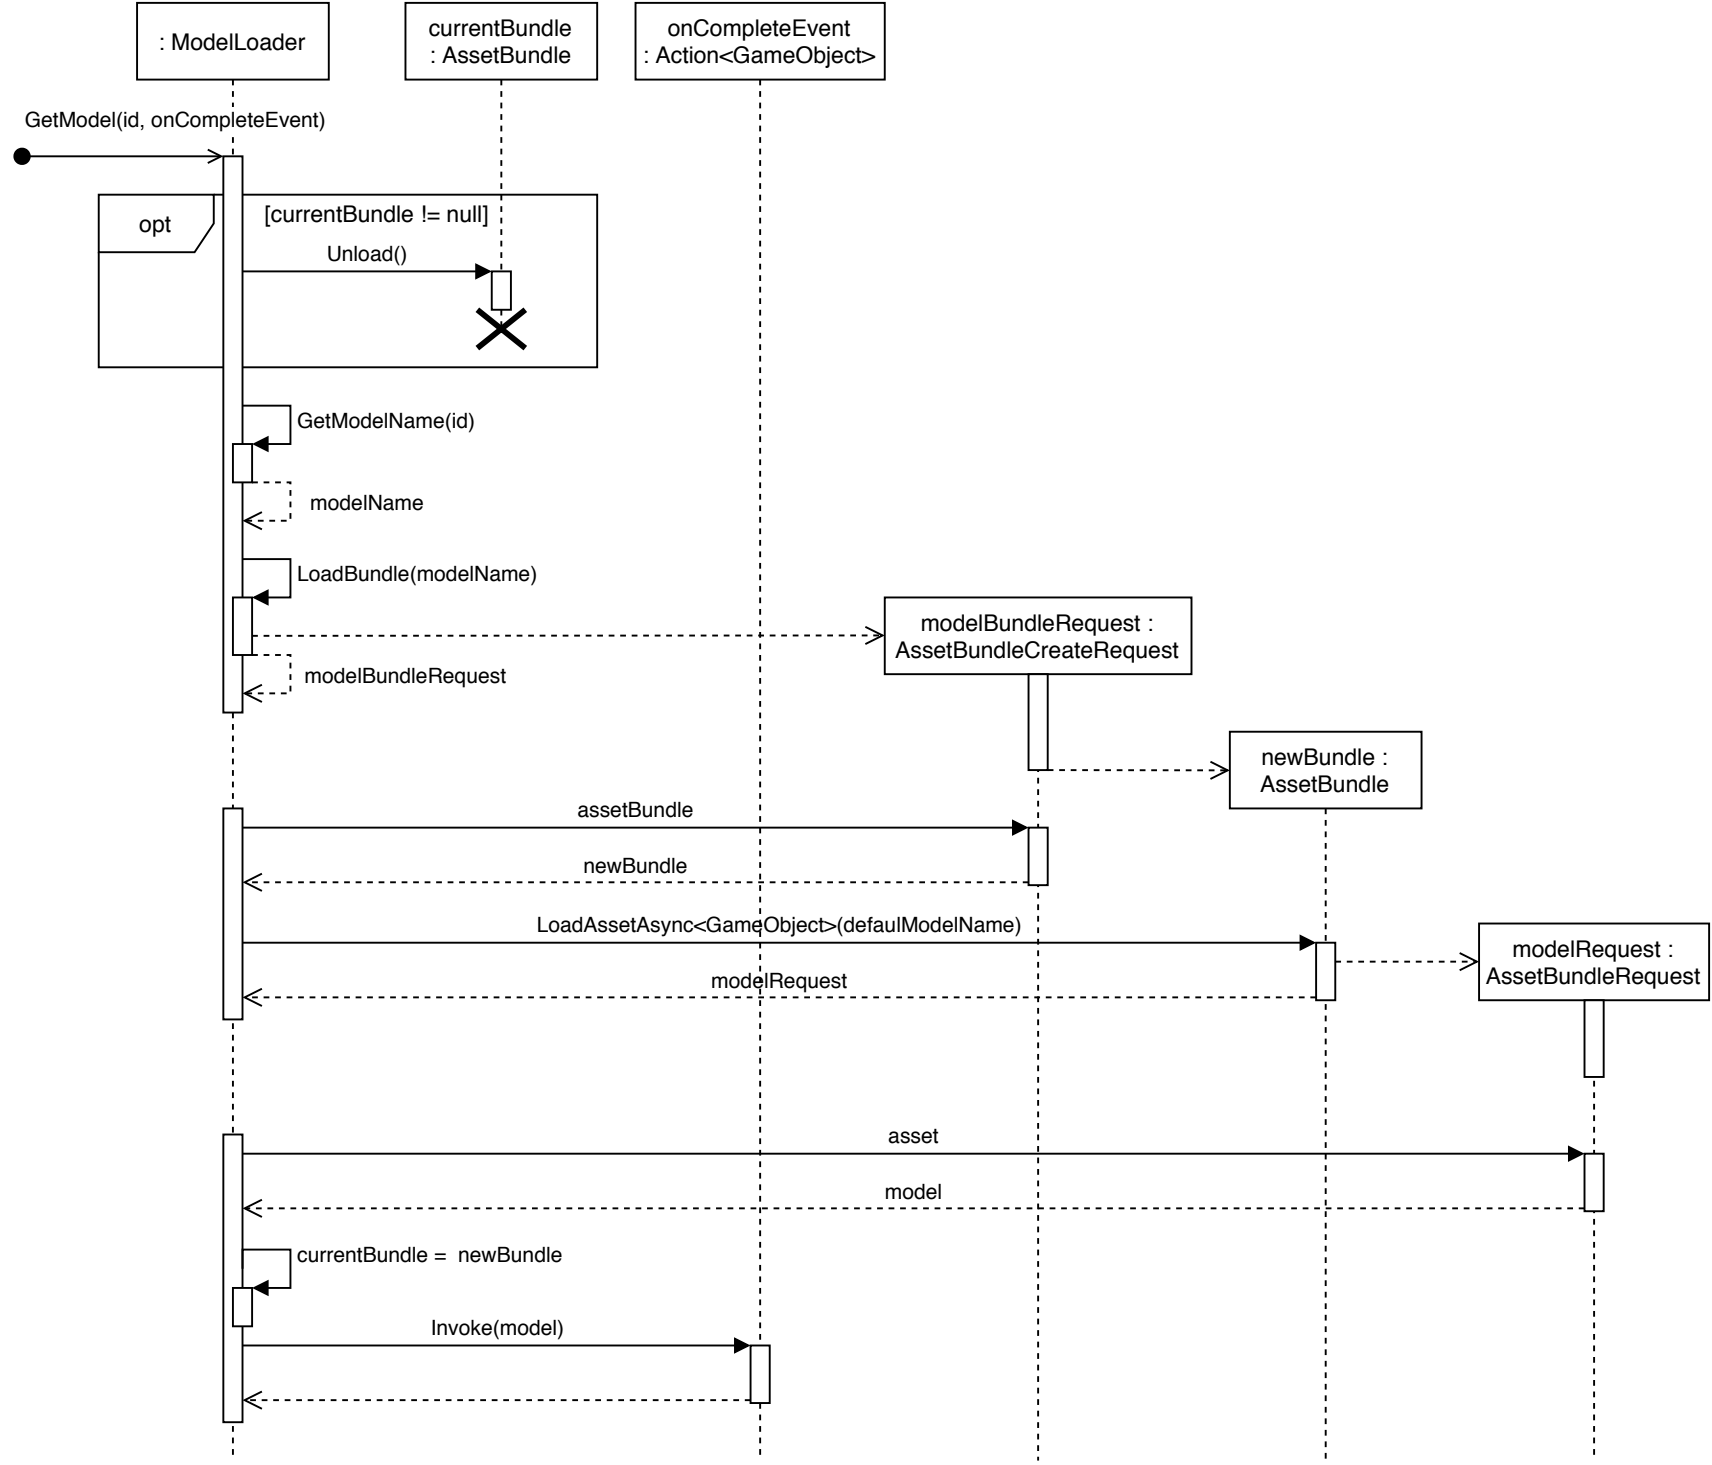 : ModelLoader
currentBundle
: AssetBundle
onCompleteEvent
: Action<GameObject>
GetModel(id, onCompleteEvent)
opt
[currentBundle != null]
Unload()
GetModelName(id)
modelName
LoadBundle(modelName)
modelBundleRequest :
AssetBundleCreateRequest
modelBundleRequest
newBundle :
AssetBundle
assetBundle
newBundle
LoadAssetAsync<GameObject>(defaulModelName)
modelRequest :
AssetBundleRequest
modelRequest
asset
model
currentBundle =  newBundle
Invoke(model)